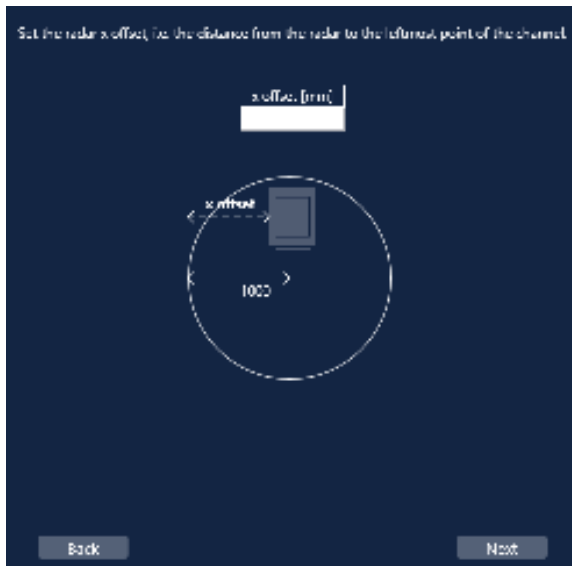 Set the radar x offset, i.e. the distance from the radar to the leftmost point of the channel.
x offset [mm]
x offset
1000
Back
Next